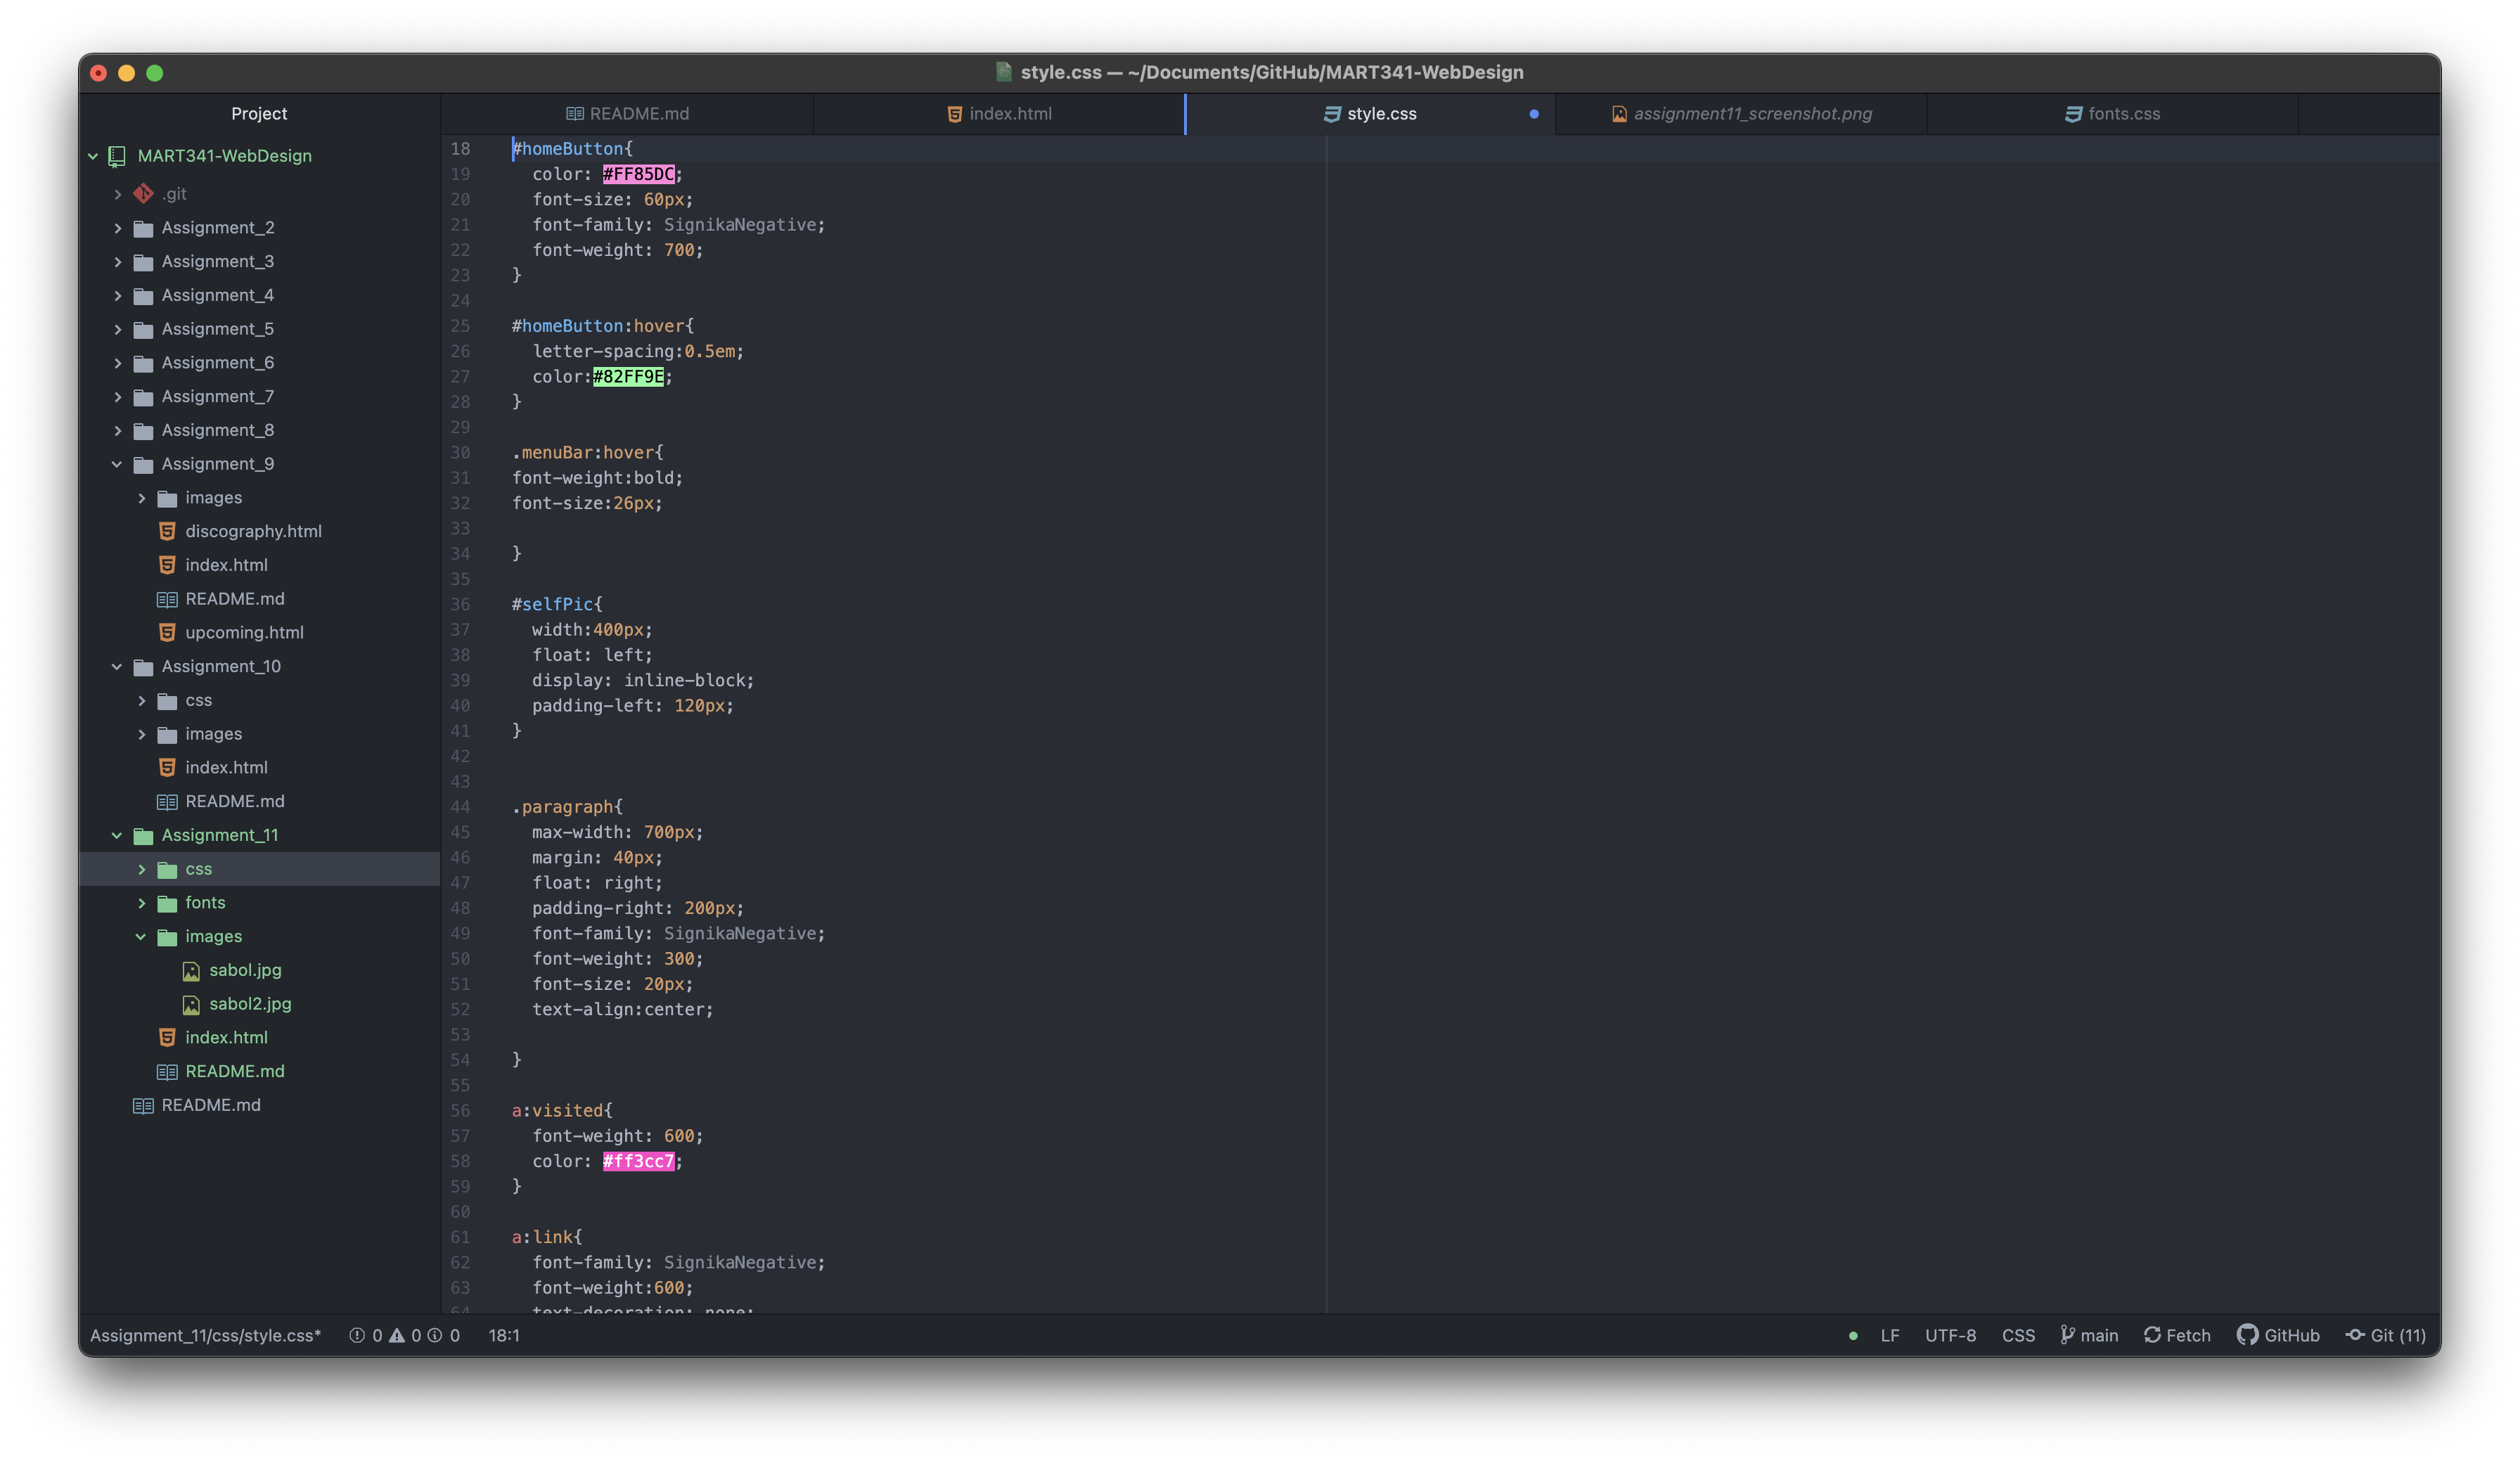 style.css — ~/Documents/GitHub/MART341-WebDesign
Project
README.md
index.html
style.css
assignment11_screenshot.png
fonts.css
MART341-WebDesign
.git
Assignment_2
Assignment_3
Assignment_4
Assignment_5
Assignment_6
Assignment_7
Assignment_8
Assignment_9
images
discography.html
index.html
README.md
upcoming.html
Assignment_10
css
images
index.html
README.md
Assignment_11
css
fonts
images
sabol.jpg
sabol2.jpg
index.html
README.md
README.md
18 #homeButton{
19   color: #FF85DC;
20   font-size: 60px;
21   font-family: SignikaNegative;
22   font-weight: 700;
23 }
24
25 #homeButton:hover{
26   letter-spacing:0.5em;
27   color:#82FF9E;
28 }
29
30 .menuBar:hover{
31 font-weight:bold;
32 font-size:26px;
33
34 }
35
36 #selfPic{
37   width:400px;
38   float: left;
39   display: inline-block;
40   padding-left: 120px;
41 }
42
43
44 .paragraph{
45   max-width: 700px;
46   margin: 40px;
47   float: right;
48   padding-right: 200px;
49   font-family: SignikaNegative;
50   font-weight: 300;
51   font-size: 20px;
52   text-align:center;
53
54 }
55
56 a:visited{
57   font-weight: 600;
58   color: #ff3cc7;
59 }
60
61 a:link{
62   font-family: SignikaNegative;
63   font-weight:600;
64   text-decoration: none;
Assignment_11/css/style.css* 0 0 0 18:1
LF UTF-8 CSS main Fetch GitHub Git (11)